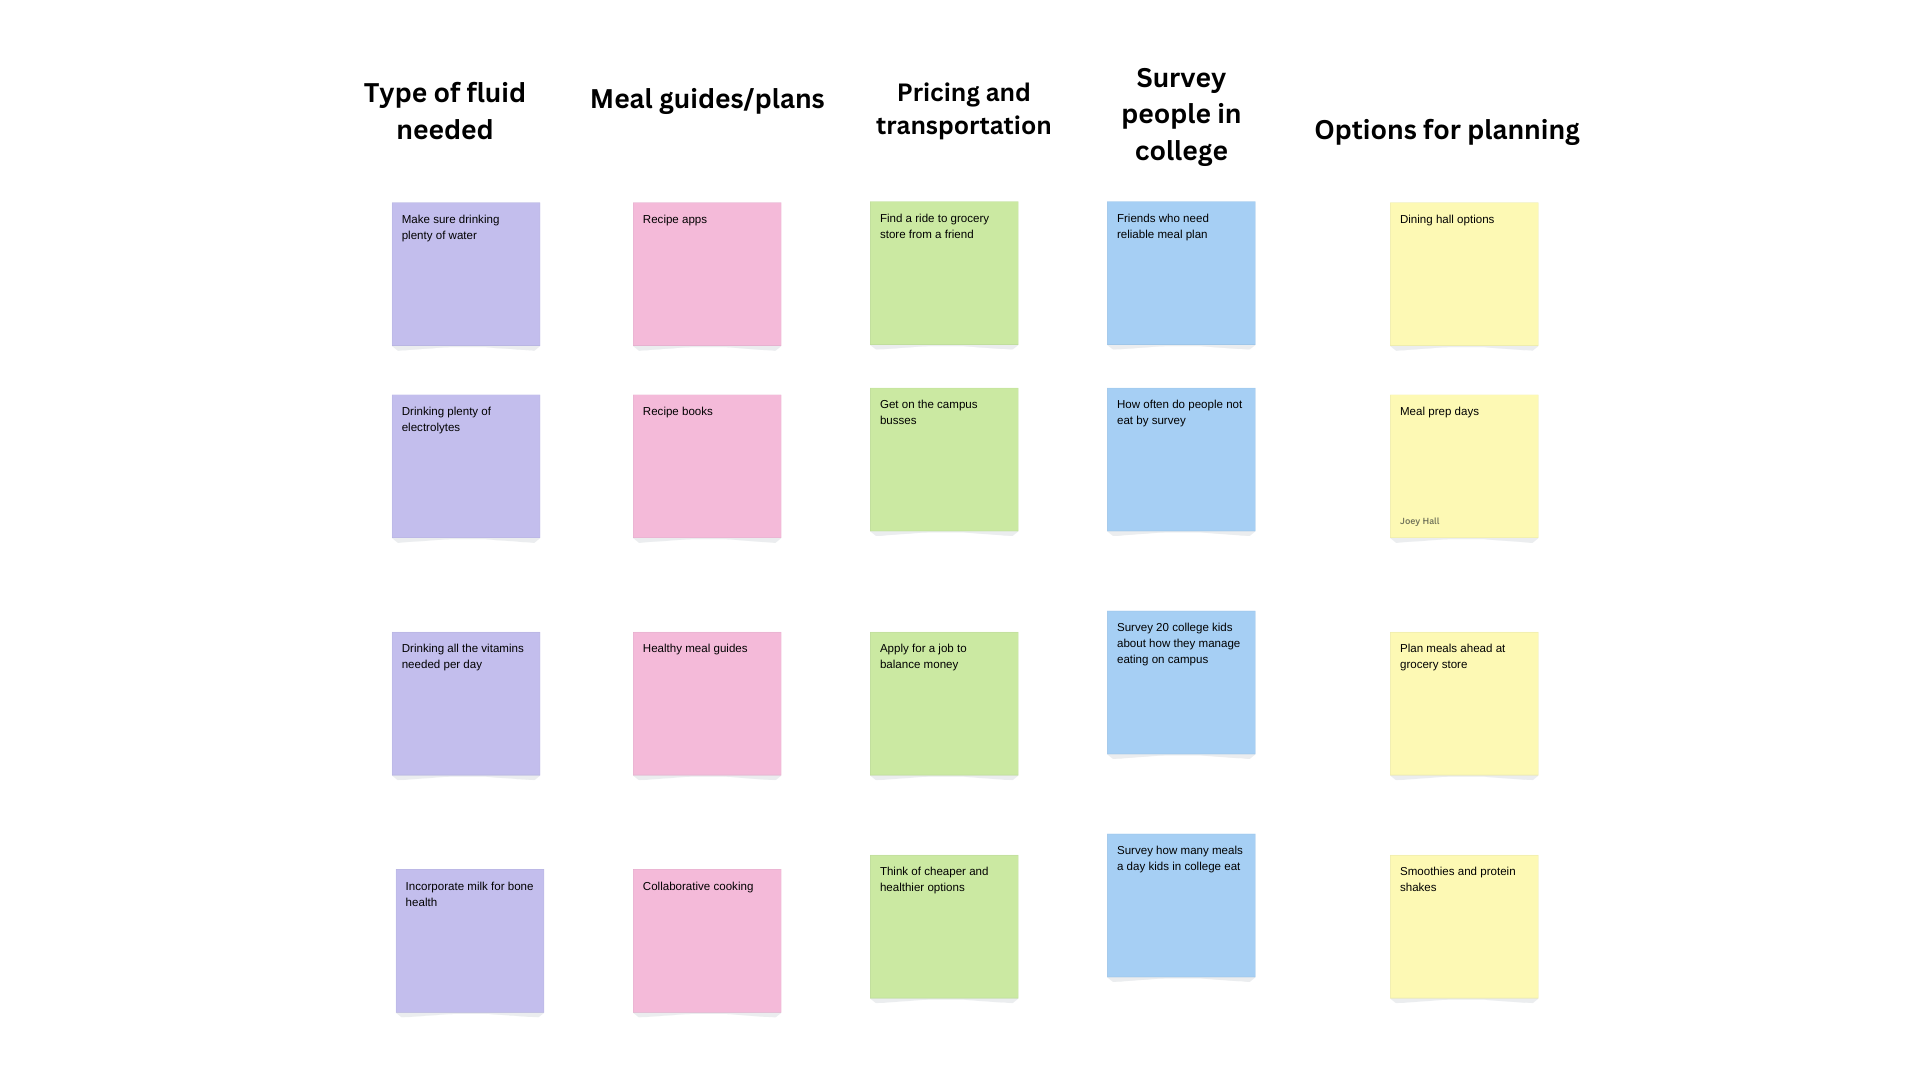 Type of fluid
needed
Meal guides/plans
Pricing and
transportation
Survey
people in
college
Options for planning
Make sure drinking
plenty of water
Recipe apps
Find a ride to grocery
store from a friend
Friends who need
reliable meal plan
Dining hall options
Drinking plenty of
electrolytes
Recipe books
Get on the campus
busses
How often do people not
eat by survey
Meal prep days
Joey Hall
Drinking all the vitamins
needed per day
Healthy meal guides
Apply for a job to
balance money
Survey 20 college kids
about how they manage
eating on campus
Plan meals ahead at
grocery store
Incorporate milk for bone
health
Collaborative cooking
Think of cheaper and
healthier options
Survey how many meals
a day kids in college eat
Smoothies and protein
shakes